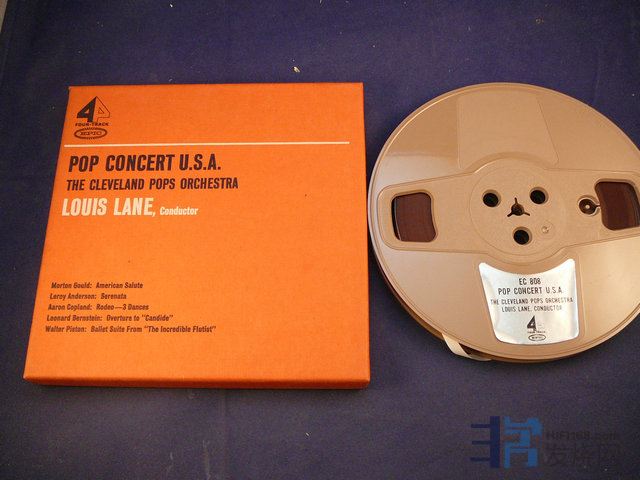 4
FOUR-TRACK
EPIC
POP CONCERT U.S.A.
THE CLEVELAND POPS ORCHESTRA
LOUIS LANE, Conductor
Morton Gould: American Salute
Leroy Anderson: Serenata
Aaron Copland: Rodeo—3 Dances
Leonard Bernstein: Overture to "Candide"
Walter Piston: Ballet Suite From "The Incredible Flutist"
EC 808
POP CONCERT U.S.A.
THE CLEVELAND POPS ORCHESTRA
LOUIS LANE, CONDUCTOR
4
EPIC
HIFI168.com
发烧网